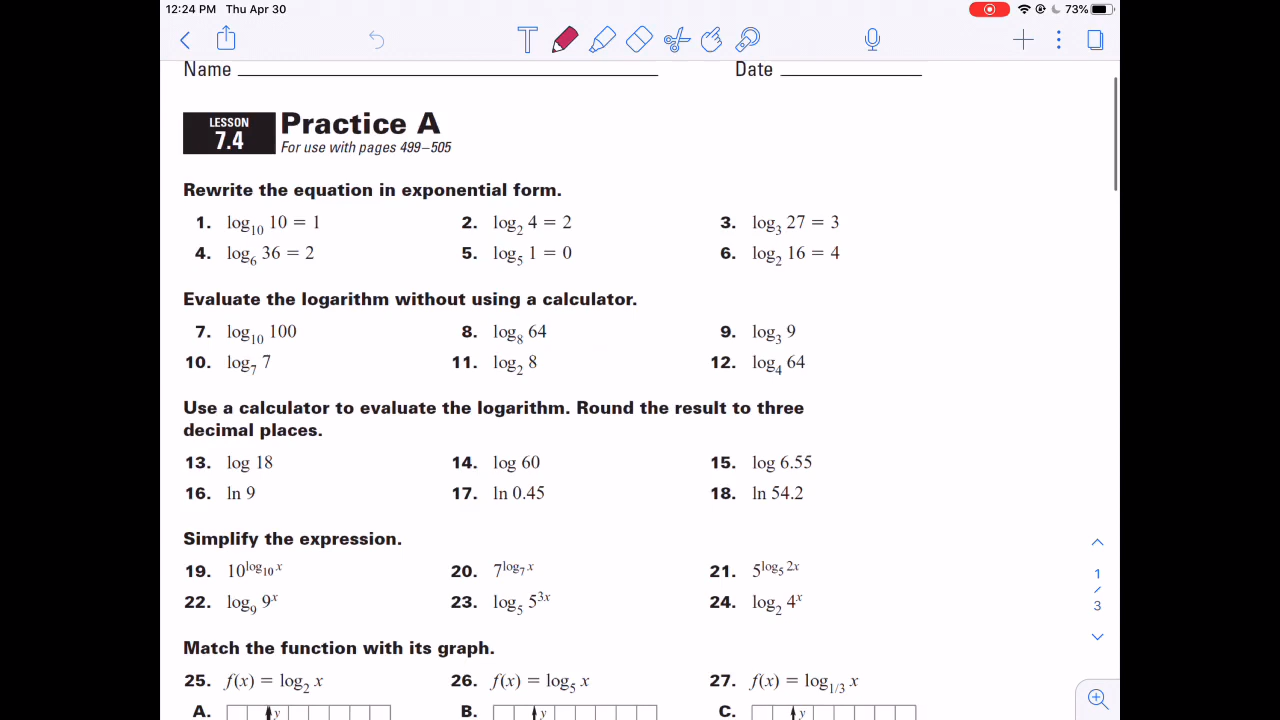 12:24 PM Thu Apr 30 73%
Name Date
LESSON 7.4 Practice A
For use with pages 499–505
Rewrite the equation in exponential form.
1. log₁₀ 10 = 1 2. log₂ 4 = 2 3. log₃ 27 = 3
4. log₆ 36 = 2 5. log₅ 1 = 0 6. log₂ 16 = 4
Evaluate the logarithm without using a calculator.
7. log₁₀ 100 8. log₈ 64 9. log₃ 9
10. log₇ 7 11. log₂ 8 12. log₄ 64
Use a calculator to evaluate the logarithm. Round the result to three
decimal places.
13. log 18 14. log 60 15. log 6.55
16. ln 9 17. ln 0.45 18. ln 54.2
Simplify the expression.
19. 10^(log₁₀ x) 20. 7^(log₇ x) 21. 5^(log₅ 2x)
22. log₉ 9^x 23. log₅ 5^(3x) 24. log₂ 4^x
1 / 3
Match the function with its graph.
25. f(x) = log₂ x 26. f(x) = log₅ x 27. f(x) = log₁/₃ x
A. y B. y C. y